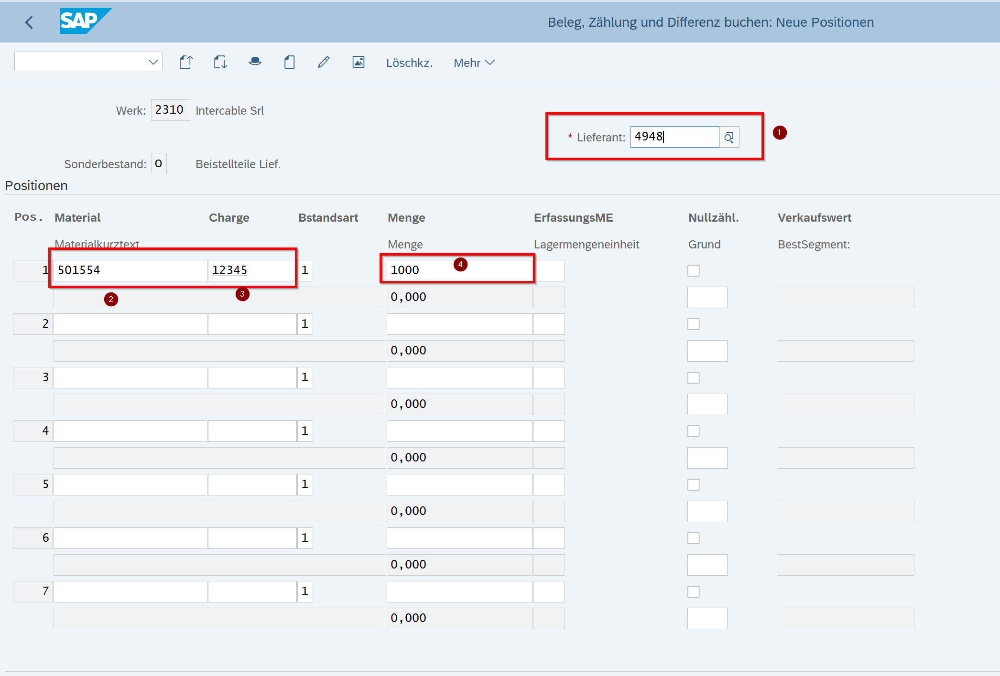 SAP
Beleg, Zählung und Differenz buchen: Neue Positionen
Löschkz. Mehr
Werk: 2310 Intercable Srl
* Lieferant: 4948
1
Sonderbestand: O Beistellteile Lief.
Positionen
Pos. Material Charge Bstandsart Menge ErfassungsME Nullzähl. Verkaufswert
Materialkurztext Menge Lagermengeneinheit Grund BestSegment:
1 501554 12345 1 1000 4
2 3 0,000
2 1
0,000
3 1
0,000
4 1
0,000
5 1
0,000
6 1
0,000
7 1
0,000